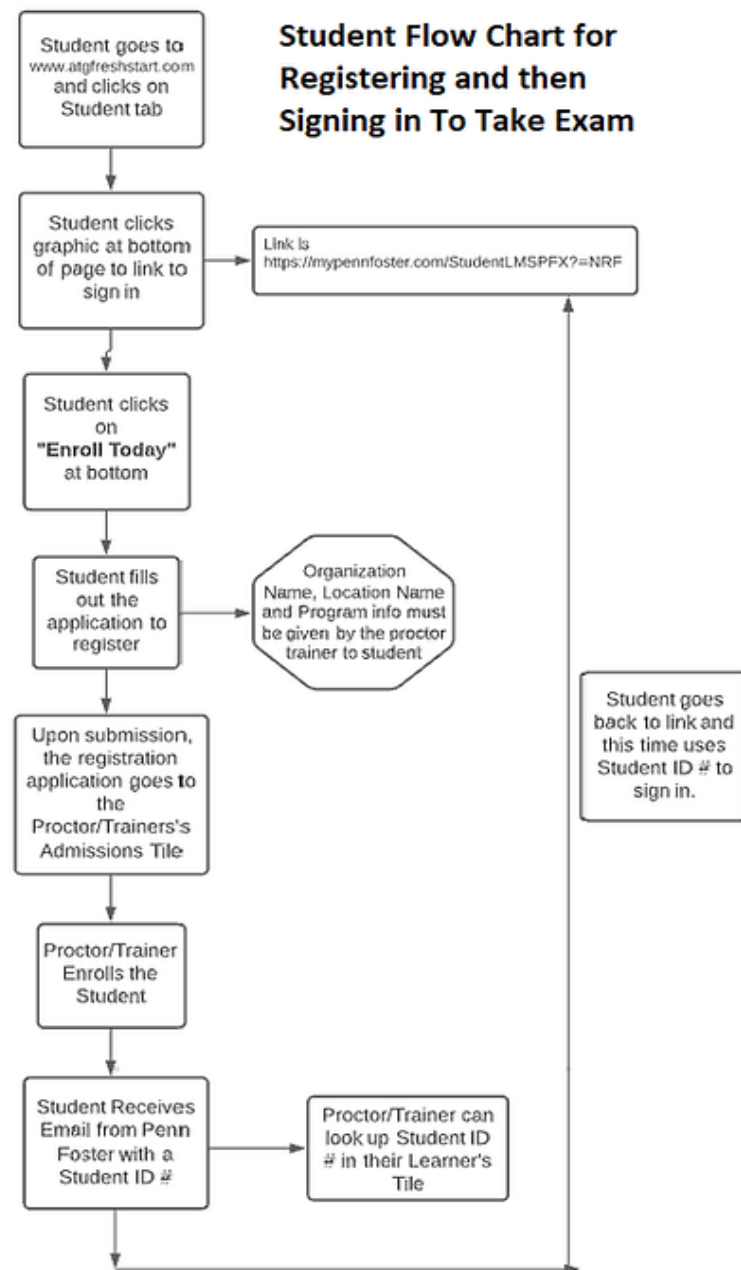 Student goes to
www.atgfreshstart.com
and clicks on
Student tab
Student Flow Chart for
Registering and then
Signing in To Take Exam
Student clicks
graphic at bottom
of page to link to
sign in
Link is
https://mypennfoster.com/StudentLMSPFX?=NRF
Student clicks
on
"Enroll Today"
at bottom
Student fills
out the
application to
register
Organization
Name, Location Name
and Program info must
be given by the proctor
trainer to student
Upon submission,
the registration
application goes to
the
Proctor/Trainers's
Admissions Tile
Student goes
back to link and
this time uses
Student ID # to
sign in.
Proctor/Trainer
Enrolls the
Student
Student Receives
Email from Penn
Foster with a
Student ID #
Proctor/Trainer can
look up Student ID
# in their Learner's
Tile